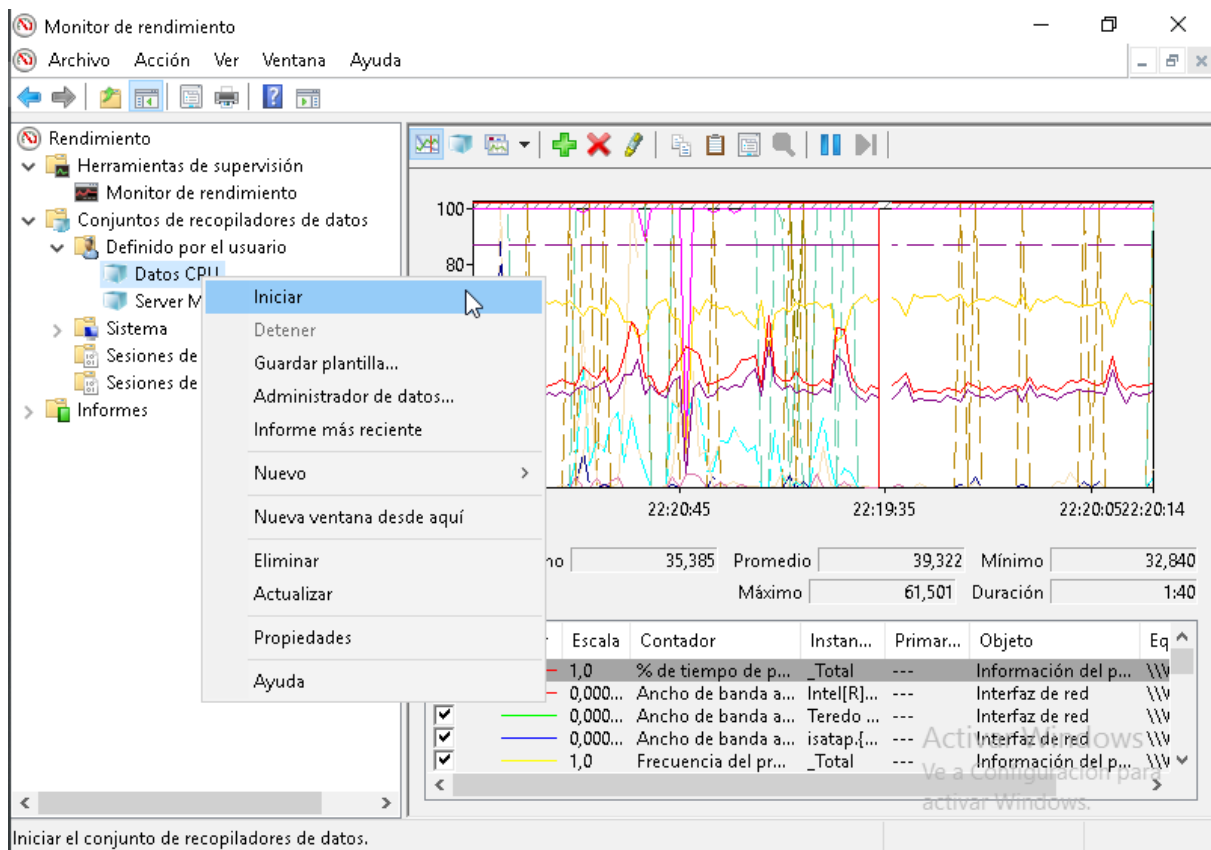 Monitor de rendimiento
Archivo Acción Ver Ventana Ayuda
Rendimiento
Herramientas de supervisión
Monitor de rendimiento
Conjuntos de recopiladores de datos
Definido por el usuario
Datos CPU
Server M
Sistema
Sesiones de
Sesiones de
Informes
Iniciar
Detener
Guardar plantilla...
Administrador de datos...
Informe más reciente
Nuevo
Nueva ventana desde aquí
Eliminar
Actualizar
Propiedades
Ayuda
100
80
22:20:45 22:19:35 22:20:05 22:20:14
no 35,385 Promedio 39,322 Mínimo 32,840
Máximo 61,501 Duración 1:40
Escala Contador Instan... Primar... Objeto Eq
1,0 % de tiempo de p... _Total --- Información del p... \\\
0,000... Ancho de banda a... Intel[R]... --- Interfaz de red \\\
0,000... Ancho de banda a... Teredo ... --- Interfaz de red \\\
0,000... Ancho de banda a... isatap.{... --- Interfaz de red \\\
1,0 Frecuencia del pr... _Total --- Información del p... \\\
Activar Windows
Ve a Configuración para
activar Windows.
Iniciar el conjunto de recopiladores de datos.